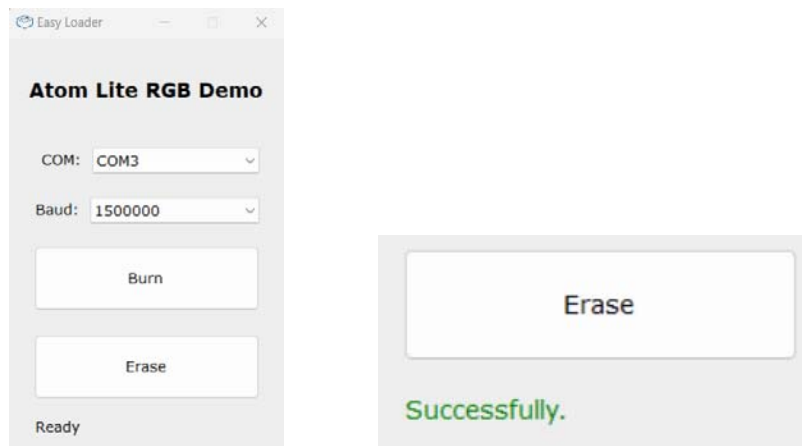 Easy Loader
Atom Lite RGB Demo
COM: COM3
Baud: 1500000
Burn
Erase
Ready
Erase
Successfully.